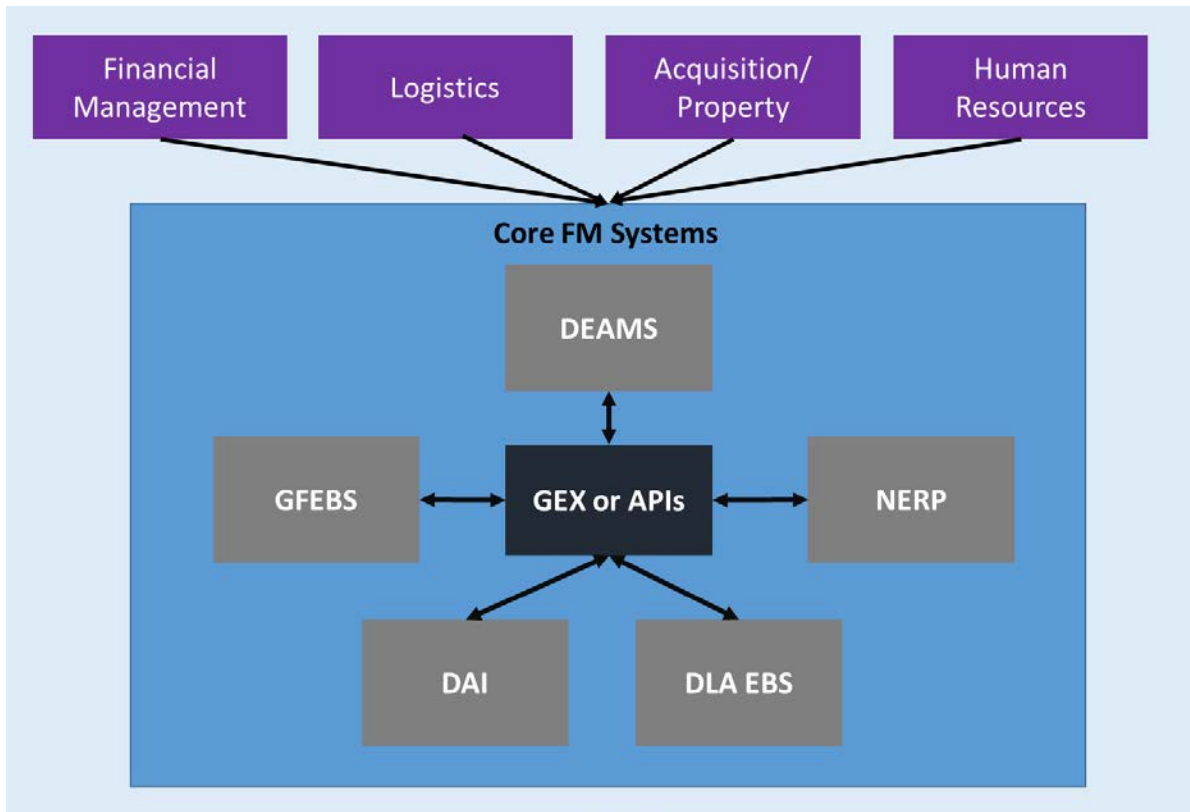 Financial
Management
Logistics
Acquisition/
Property
Human
Resources
Core FM Systems
DEAMS
GFEBS
GEX or APIs
NERP
DAI
DLA EBS